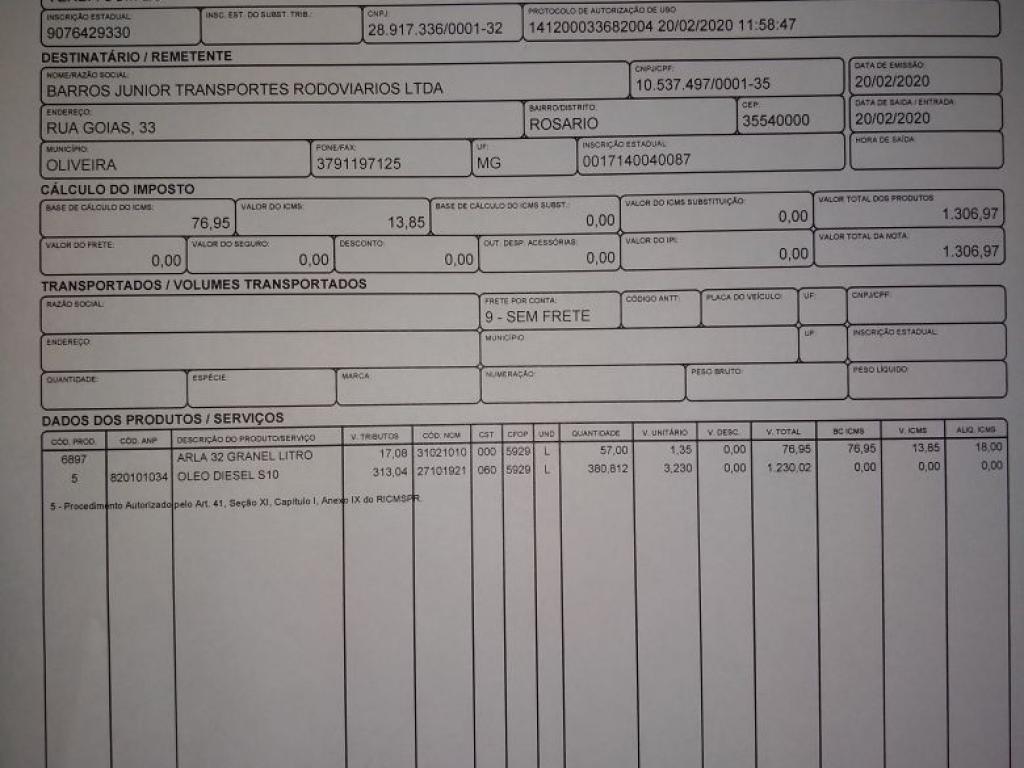 INSCRIÇÃO ESTADUAL: INSC. EST. DO SUBST. TRIB.: CNPJ: PROTOCOLO DE AUTORIZAÇÃO DE USO
9076429330 28.917.336/0001-32 141200033682004 20/02/2020 11:58:47
DESTINATÁRIO / REMETENTE
NOME/RAZÃO SOCIAL: CNPJ/CPF: DATA DE EMISSÃO:
BARROS JUNIOR TRANSPORTES RODOVIARIOS LTDA 10.537.497/0001-35 20/02/2020
ENDEREÇO: BAIRRO/DISTRITO: CEP: DATA DE SAIDA / ENTRADA:
RUA GOIAS, 33 ROSARIO 35540000 20/02/2020
MUNICÍPIO: FONE/FAX: UF: INSCRIÇÃO ESTADUAL: HORA DE SAÍDA:
OLIVEIRA 3791197125 MG 0017140040087
CÁLCULO DO IMPOSTO
BASE DE CÁLCULO DO ICMS: VALOR DO ICMS: BASE DE CÁLCULO DO ICMS SUBST.: VALOR DO ICMS SUBSTITUIÇÃO: VALOR TOTAL DOS PRODUTOS
76,95 13,85 0,00 0,00 1.306,97
VALOR DO FRETE: VALOR DO SEGURO: DESCONTO: OUT. DESP. ACESSÓRIAS: VALOR DO IPI: VALOR TOTAL DA NOTA:
0,00 0,00 0,00 0,00 0,00 1.306,97
TRANSPORTADOS / VOLUMES TRANSPORTADOS
RAZÃO SOCIAL: FRETE POR CONTA: CÓDIGO ANTT: PLACA DO VEÍCULO: UF: CNPJ/CPF:
9 - SEM FRETE
ENDEREÇO: MUNICÍPIO: UF: INSCRIÇÃO ESTADUAL:
QUANTIDADE: ESPÉCIE: MARCA: NUMERAÇÃO: PESO BRUTO: PESO LÍQUIDO:
DADOS DOS PRODUTOS / SERVIÇOS
CÓD. PROD. CÓD. ANP DESCRIÇÃO DO PRODUTO/SERVIÇO V. TRIBUTOS CÓD. NCM CST CFOP UND QUANTIDADE V. UNITÁRIO V. DESC. V. TOTAL BC ICMS V. ICMS ALIQ. ICMS
6897 ARLA 32 GRANEL LITRO 17,08 31021010 000 5929 L 57,00 1,35 0,00 76,95 76,95 13,85 18,00
5 820101034 OLEO DIESEL S10 313,04 27101921 060 5929 L 380,812 3,230 0,00 1.230,02 0,00 0,00 0,00
5 - Procedimento Autorizado pelo Art. 41, Seção XI, Capítulo I, Anexo IX do RICMSPR.